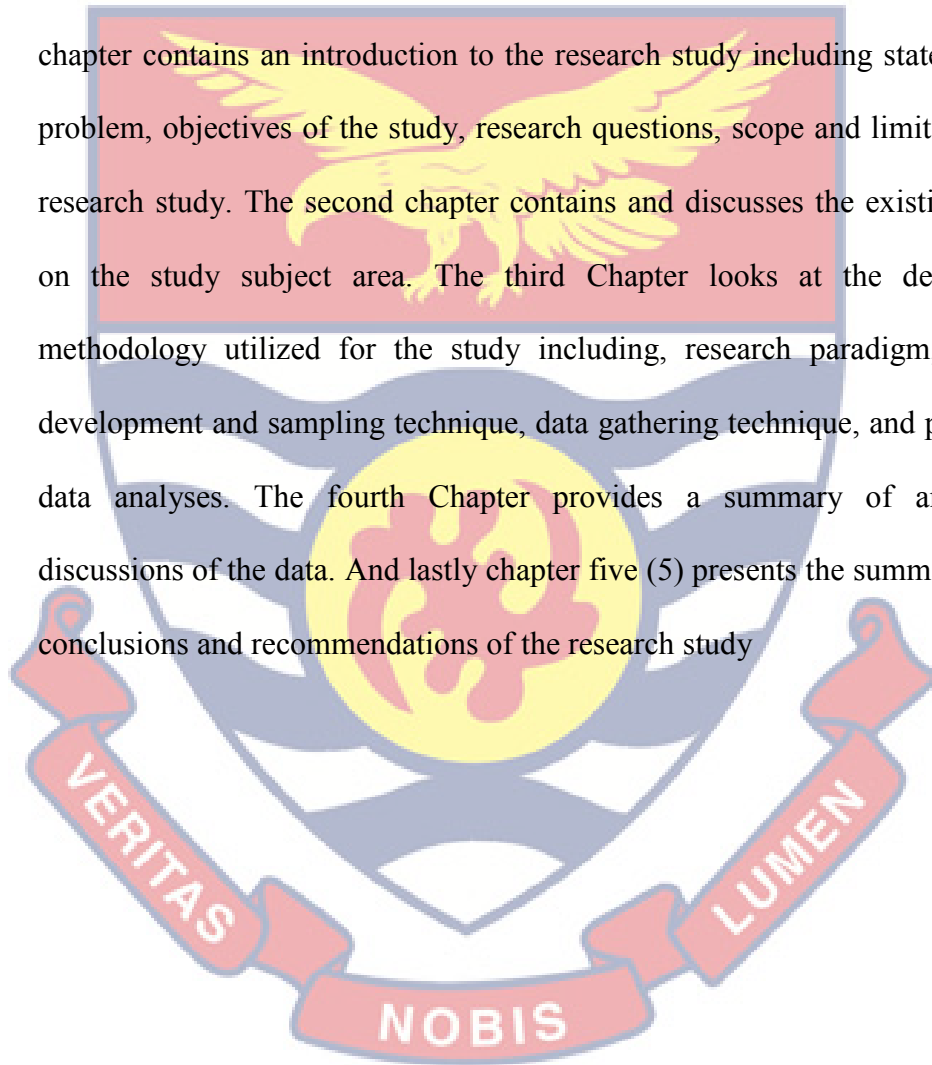 chapter contains an introduction to the research study including state
problem, objectives of the study, research questions, scope and limit
research study. The second chapter contains and discusses the existi
on the study subject area. The third Chapter looks at the de
methodology utilized for the study including, research paradigm
development and sampling technique, data gathering technique, and p
data analyses. The fourth Chapter provides a summary of a
discussions of the data. And lastly chapter five (5) presents the summ
conclusions and recommendations of the research study
VERITAS
NOBIS
LUMEN